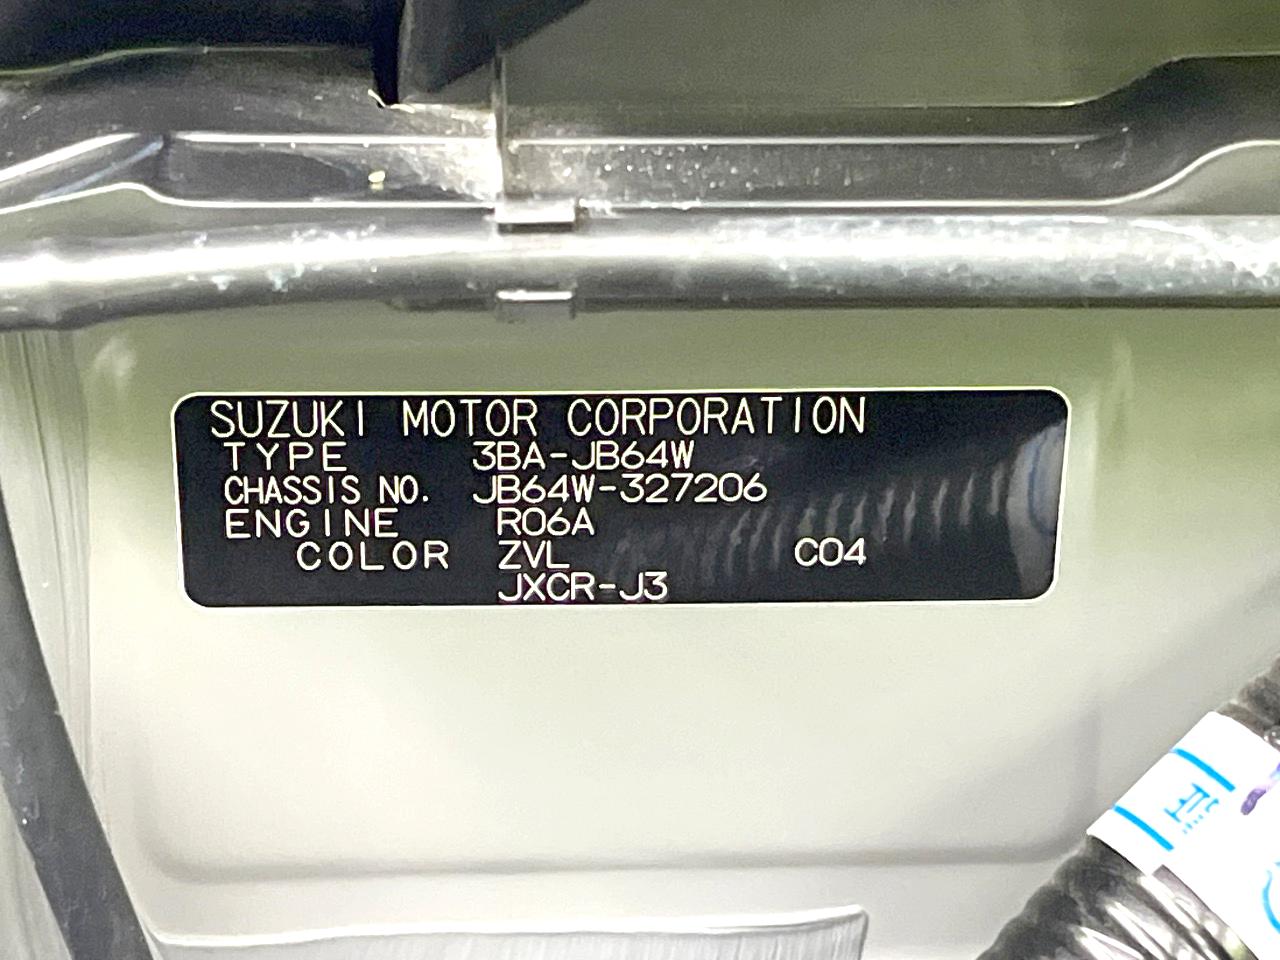 SUZUKI MOTOR CORPORATION
TYPE 3BA-JB64W
CHASSIS NO. JB64W-327206
ENGINE R06A
COLOR ZVL C04
JXCR-J3